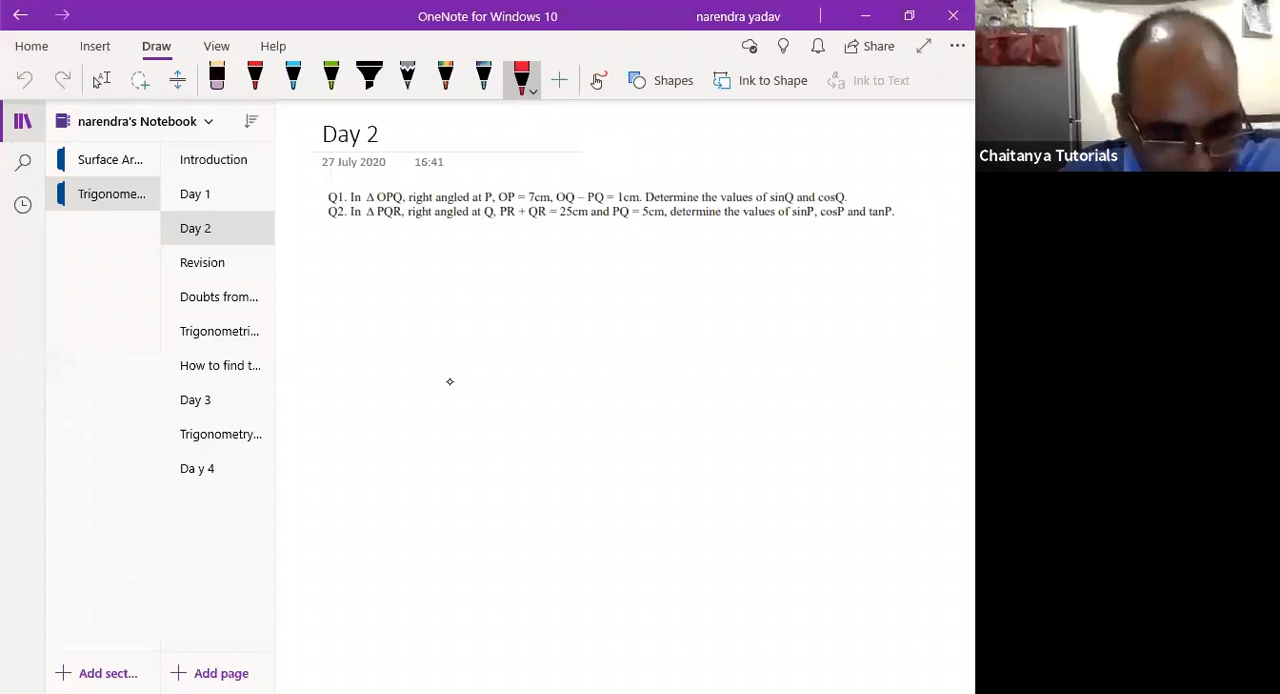 OneNote for Windows 10
narendra yadav
Home Insert Draw View Help
Share
Shapes
Ink to Shape
Ink to Text
narendra's Notebook
Surface Ar...
Trigonome...
Introduction
Day 1
Day 2
Revision
Doubts from...
Trigonometri...
How to find t...
Day 3
Trigonometry...
Da y 4
Add sect...
Add page
Day 2
27 July 2020 16:41
Q1. In Δ OPQ, right angled at P, OP = 7cm, OQ – PQ = 1cm. Determine the values of sinQ and cosQ.
Q2. In Δ PQR, right angled at Q, PR + QR = 25cm and PQ = 5cm, determine the values of sinP, cosP and tanP.
Chaitanya Tutorials